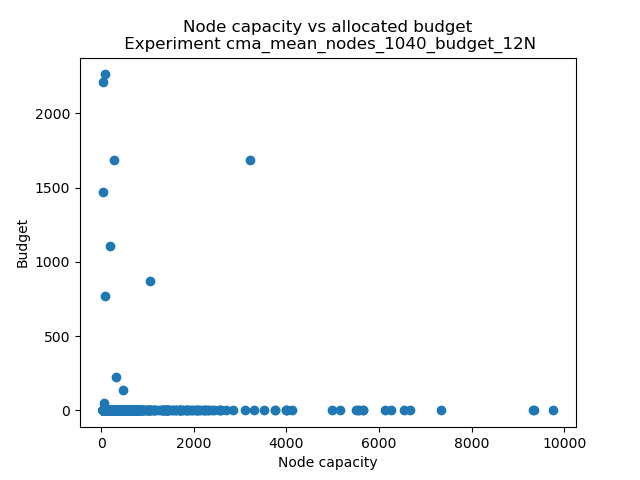 Node capacity vs allocated budget
Experiment cma_mean_nodes_1040_budget_12N
Budget
2000
1500
1000
500
0
0
2000
4000
6000
8000
10000
Node capacity